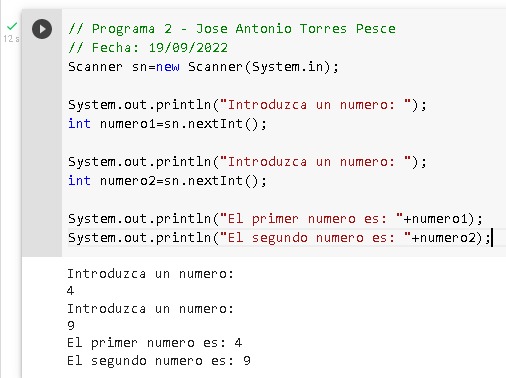 // Programa 2 - Jose Antonio Torres Pesce
12 s
// Fecha: 19/09/2022
Scanner sn=new Scanner(System.in);
System.out.println("Introduzca un numero: ");
int numero1=sn.nextInt();
System.out.println("Introduzca un numero: ");
int numero2=sn.nextInt();
System.out.println("El primer numero es: "+numero1);
System.out.println("El segundo numero es: "+numero2);
Introduzca un numero:
4
Introduzca un numero:
9
El primer numero es: 4
El segundo numero es: 9